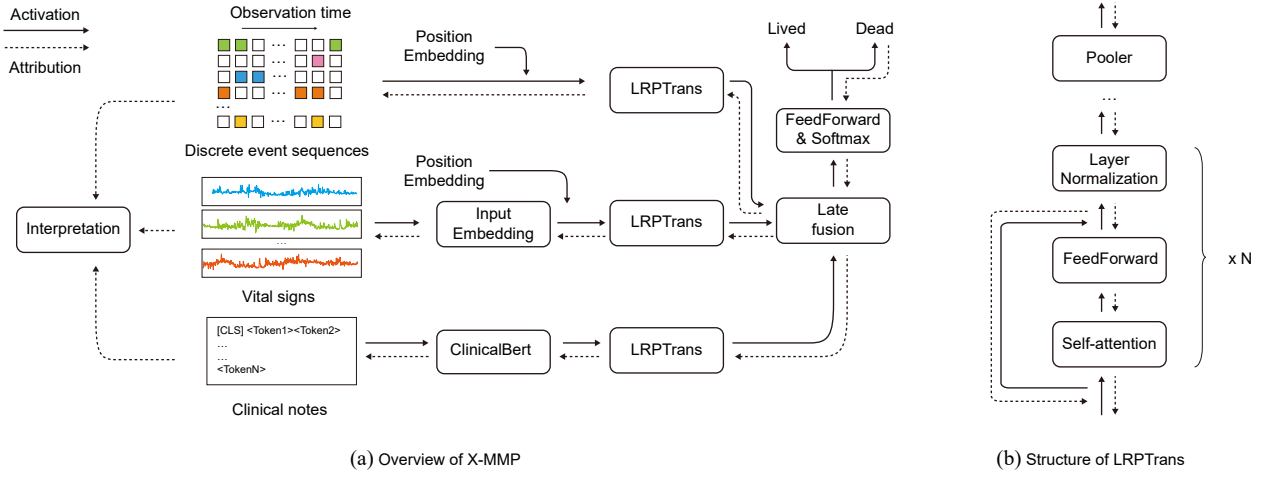 Activation
Attribution
Observation time
...
...
...
...
...
...
Discrete event sequences
Position
Embedding
LRPTrans
Lived
Dead
FeedForward
& Softmax
Position
Embedding
...
Vital signs
Input
Embedding
LRPTrans
Late
fusion
Interpretation
[CLS] <Token1><Token2>
...
...
<TokenN>
Clinical notes
ClinicalBert
LRPTrans
(a) Overview of X-MMP
Pooler
...
Layer
Normalization
FeedForward
Self-attention
x N
(b) Structure of LRPTrans